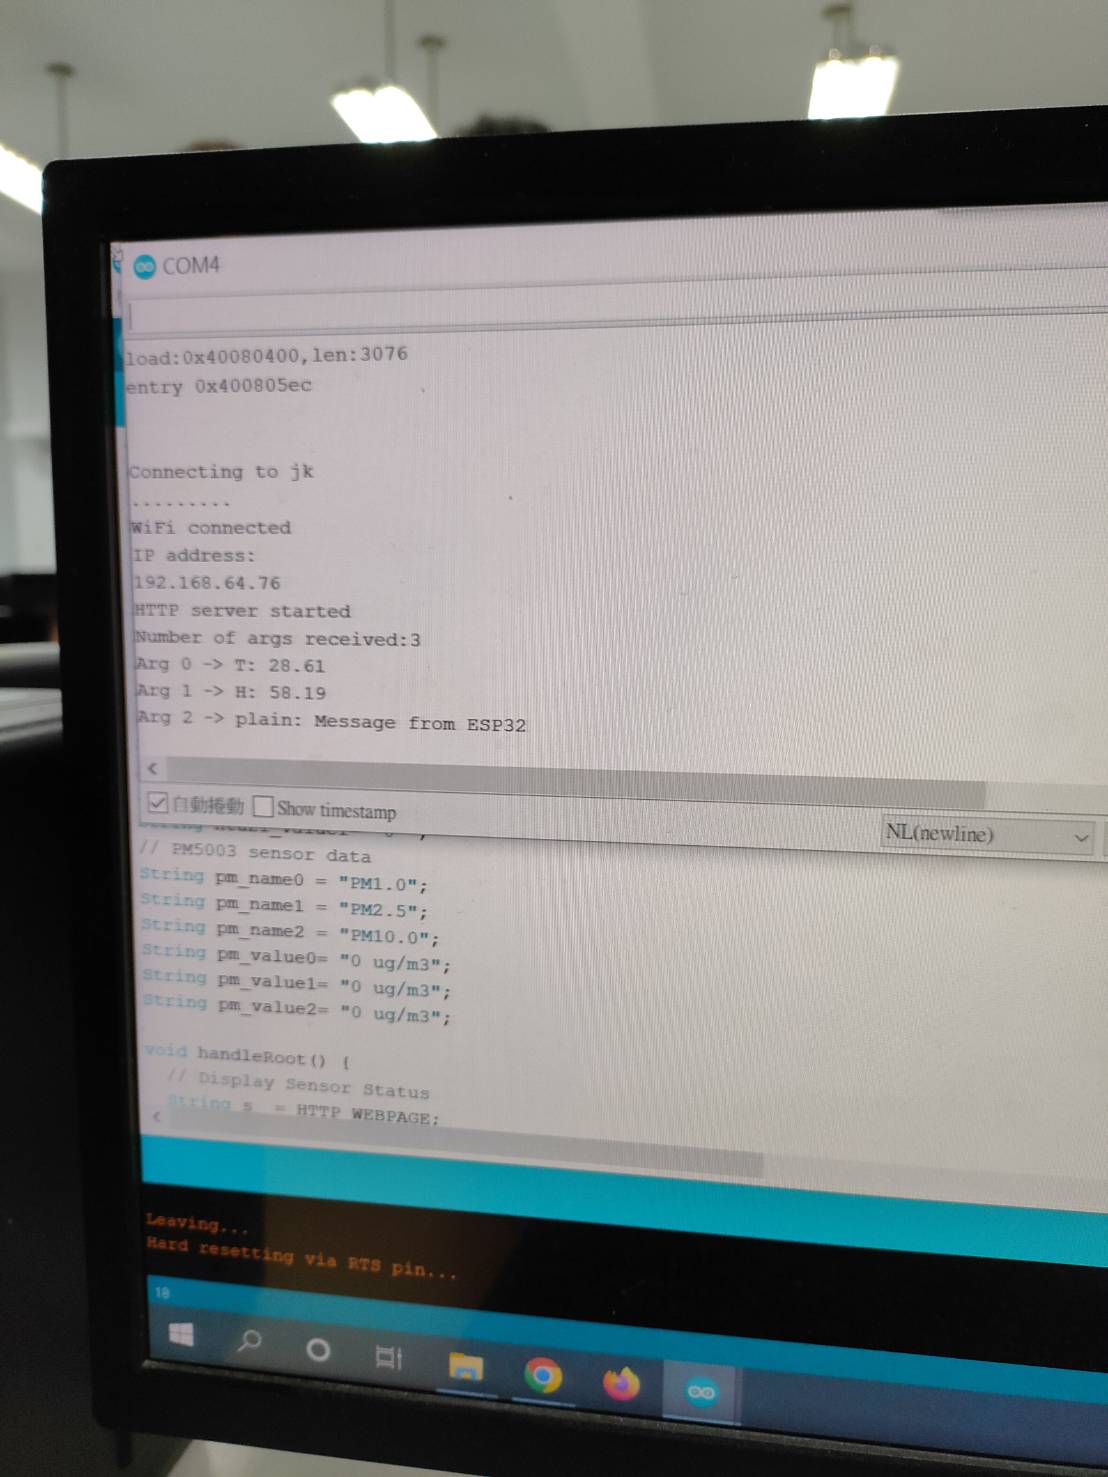 COM4
load:0x40080400,len:3076
entry 0x400805ec
Connecting to jk
.........
WiFi connected
IP address:
192.168.64.76
HTTP server started
Number of args received:3
Arg 0 -> T: 28.61
Arg 1 -> H: 58.19
Arg 2 -> plain: Message from ESP32
自動捲動 Show timestamp
NL(newline)
// PM5003 sensor data
String pm_name0 = "PM1.0";
String pm_name1 = "PM2.5";
String pm_name2 = "PM10.0";
String pm_value0= "0 ug/m3";
String pm_value1= "0 ug/m3";
String pm_value2= "0 ug/m3";
void handleRoot() {
// Display Sensor Status
String s = HTTP_WEBPAGE;
Leaving...
Hard resetting via RTS pin...
18